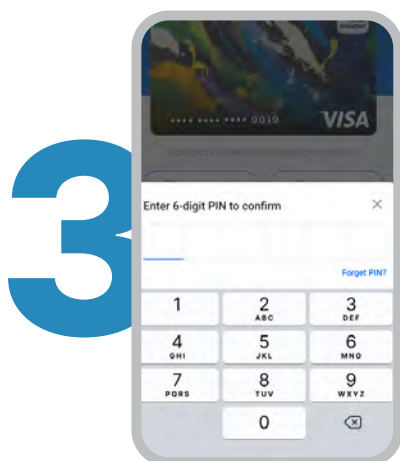 3
•••• •••• •••• 9019
VISA
Enter 6-digit PIN to confirm
Forget PIN?
1 2 3
ABC DEF
4 5 6
GHI JKL MNO
7 8 9
PQRS TUV WXYZ
0